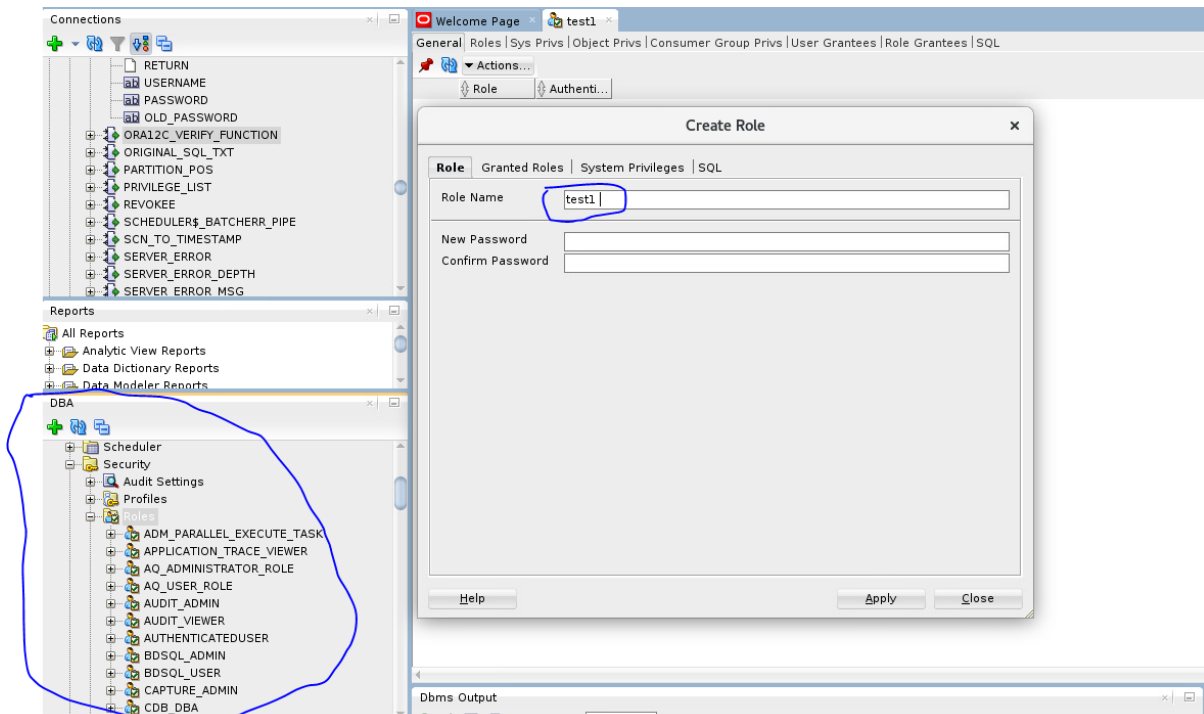 Connections
RETURN
USERNAME
PASSWORD
OLD_PASSWORD
ORA12C_VERIFY_FUNCTION
ORIGINAL_SQL_TXT
PARTITION_POS
PRIVILEGE_LIST
REVOKEE
SCHEDULER$_BATCHERR_PIPE
SCN_TO_TIMESTAMP
SERVER_ERROR
SERVER_ERROR_DEPTH
SERVER_ERROR_MSG
Reports
All Reports
Analytic View Reports
Data Dictionary Reports
Data Modeler Reports
DBA
Scheduler
Security
Audit Settings
Profiles
Roles
ADM_PARALLEL_EXECUTE_TASK
APPLICATION_TRACE_VIEWER
AQ_ADMINISTRATOR_ROLE
AQ_USER_ROLE
AUDIT_ADMIN
AUDIT_VIEWER
AUTHENTICATEDUSER
BDSQL_ADMIN
BDSQL_USER
CAPTURE_ADMIN
CDB_DBA
Welcome Page test1
General Roles Sys Privs Object Privs Consumer Group Privs User Grantees Role Grantees SQL
Actions...
Role Authenti...
Create Role
Role Granted Roles System Privileges SQL
Role Name test1
New Password
Confirm Password
Help Apply Close
Dbms Output